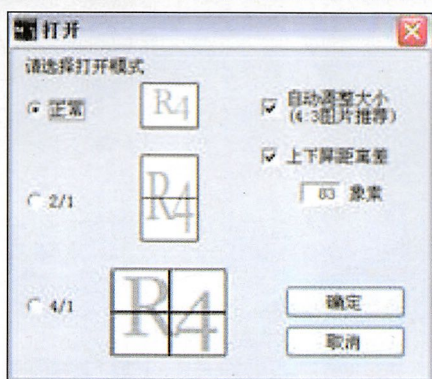 打开
请选择打开模式
正常
R4
自动调整大小
(4:3图片推荐)
上下屏距离差
83 象素
2/1
R4
4/1
R4
确定
取消